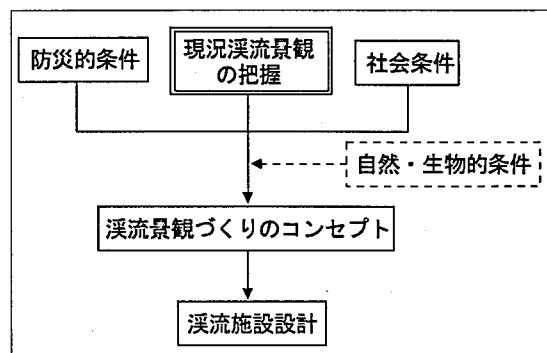 防災的条件
現況渓流景観
の把握
社会条件
自然・生物的条件
渓流景観づくりのコンセプト
渓流施設設計